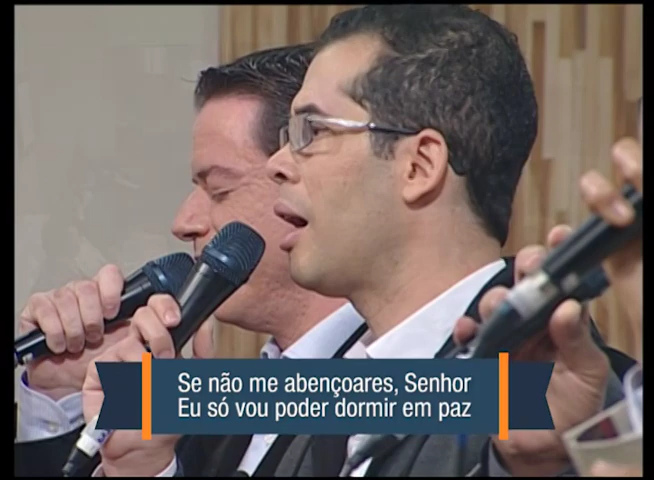 Se não me abençoares, Senhor
Eu só vou poder dormir em paz